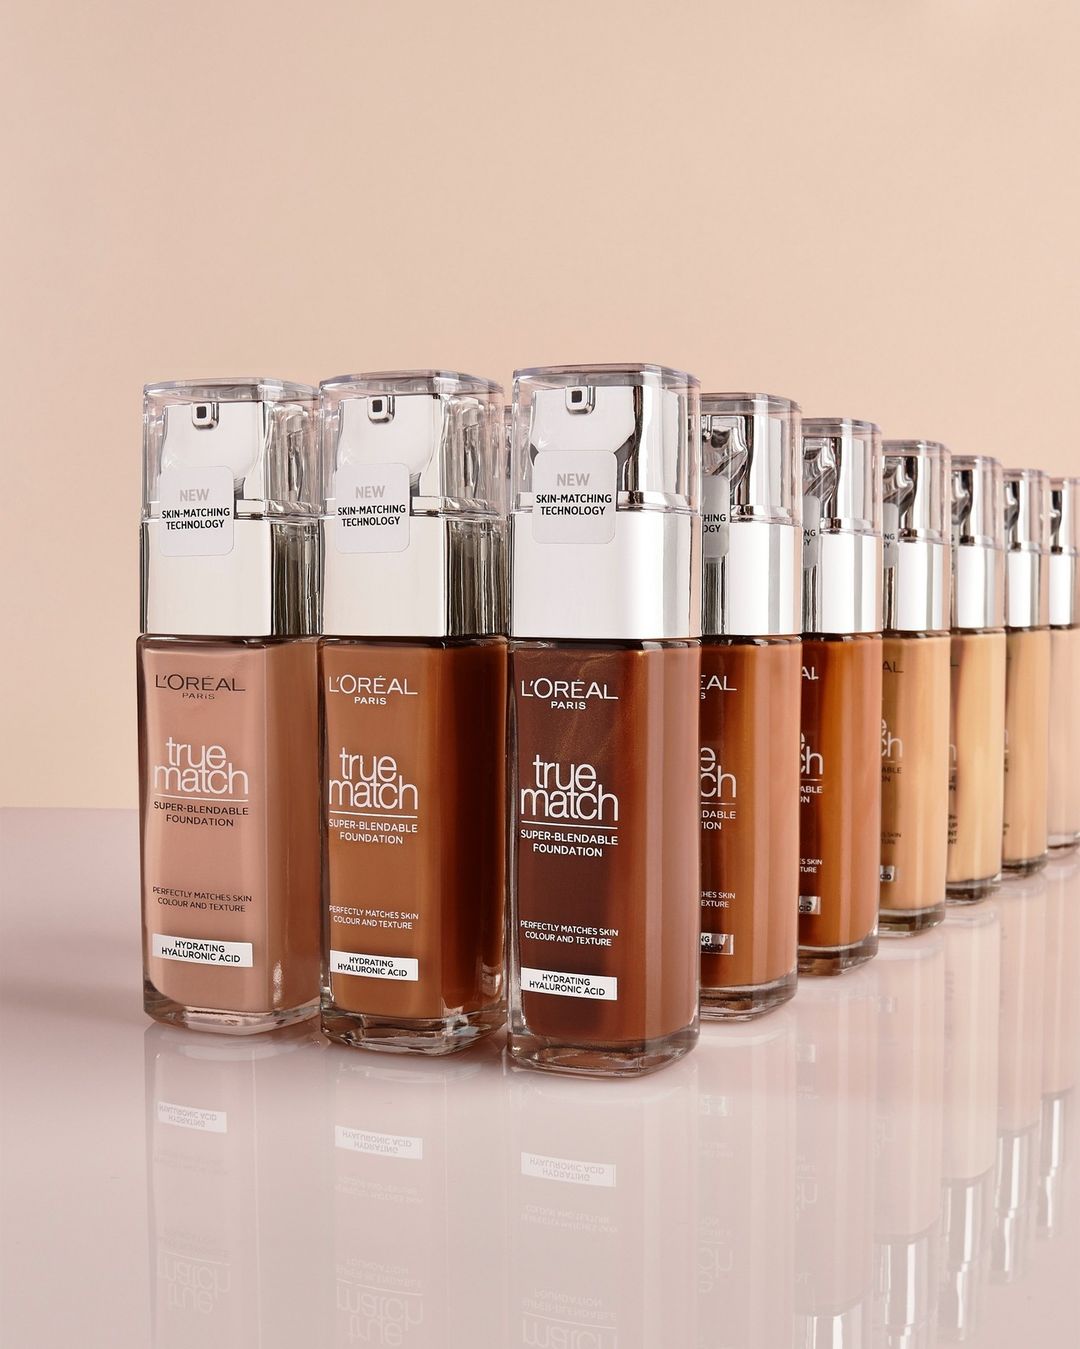 NEW
SKIN-MATCHING
TECHNOLOGY
L'ORÉAL
PARIS
true
match
SUPER-BLENDABLE
FOUNDATION
PERFECTLY MATCHES SKIN
COLOUR AND TEXTURE
HYDRATING
HYALURONIC ACID
NEW
SKIN-MATCHING
TECHNOLOGY
L'ORÉAL
PARIS
true
match
SUPER-BLENDABLE
FOUNDATION
PERFECTLY MATCHES SKIN
COLOUR AND TEXTURE
HYDRATING
HYALURONIC ACID
NEW
SKIN-MATCHING
TECHNOLOGY
L'ORÉAL
PARIS
true
match
SUPER-BLENDABLE
FOUNDATION
PERFECTLY MATCHES SKIN
COLOUR AND TEXTURE
HYDRATING
HYALURONIC ACID